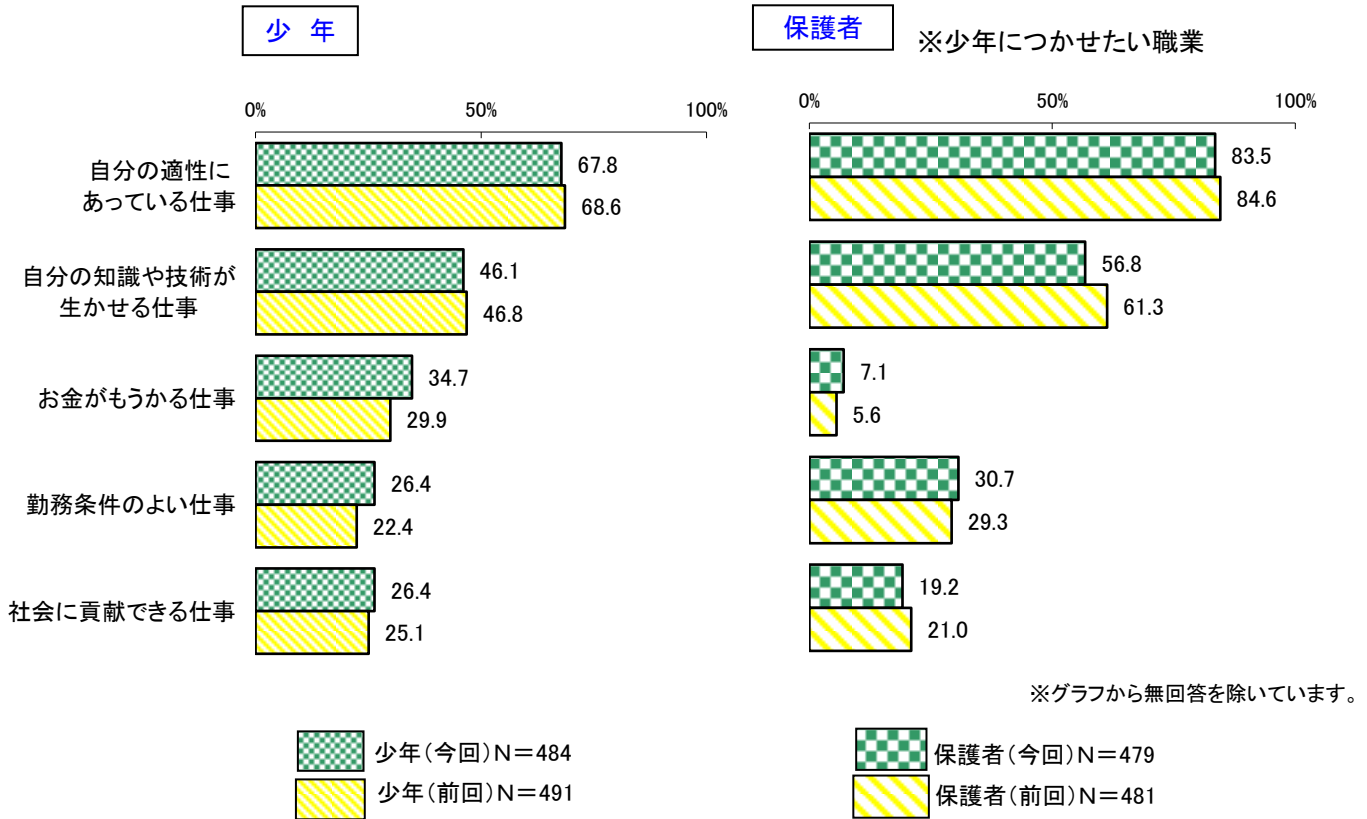 少 年
保護者
※少年につかせたい職業
0%
50%
100%
0%
50%
100%
自分の適性に
あっている仕事
67.8
68.6
83.5
84.6
自分の知識や技術が
生かせる仕事
46.1
46.8
56.8
61.3
お金がもうかる仕事
34.7
29.9
7.1
5.6
勤務条件のよい仕事
26.4
22.4
30.7
29.3
社会に貢献できる仕事
26.4
25.1
19.2
21.0
※グラフから無回答を除いています。
少年(今回)N=484
少年(前回)N=491
保護者(今回)N=479
保護者(前回)N=481